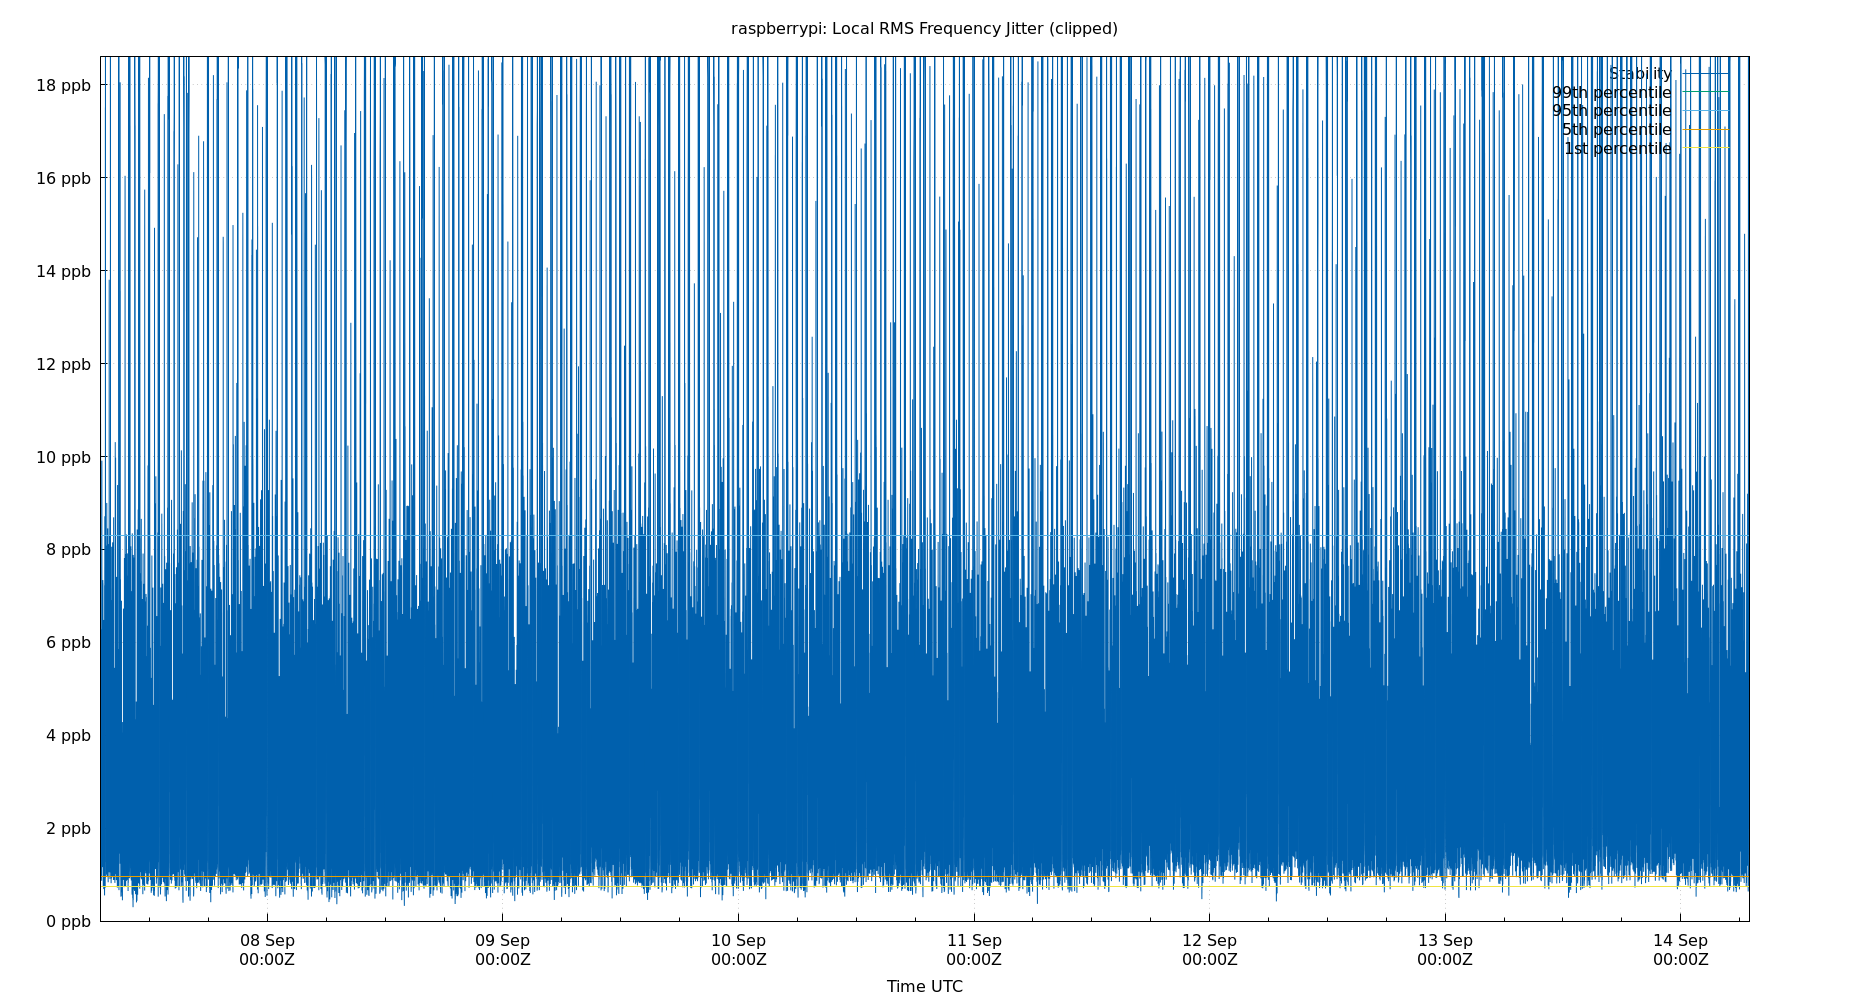 raspberrypi: Local RMS Frequency Jitter (clipped)
18 ppb
16 ppb
14 ppb
12 ppb
10 ppb
8 ppb
6 ppb
4 ppb
2 ppb
0 ppb
Stability
99th percentile
95th percentile
5th percentile
1st percentile
08 Sep
00:00Z
09 Sep
00:00Z
10 Sep
00:00Z
11 Sep
00:00Z
12 Sep
00:00Z
13 Sep
00:00Z
14 Sep
00:00Z
Time UTC